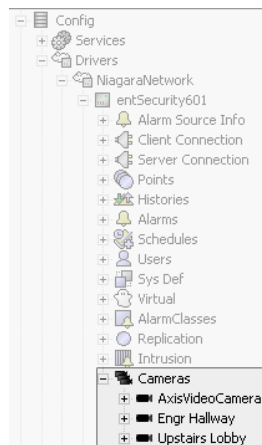 Config
Services
Drivers
NiagaraNetwork
entSecurity601
Alarm Source Info
Client Connection
Server Connection
Points
Histories
Alarms
Schedules
Users
Sys Def
Virtual
AlarmClasses
Replication
Intrusion
Cameras
AxisVideoCamera
Engr Hallway
Upstairs Lobby